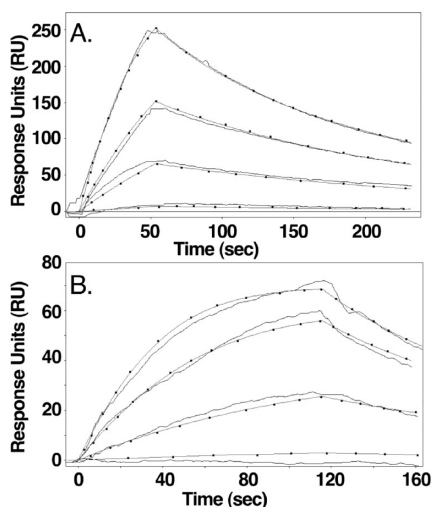 A.
Response Units (RU)
250
200
150
100
50
0
0 50 100 150 200
Time (sec)
B.
Response Units (RU)
80
60
40
20
0
0 40 80 120 160
Time (sec)